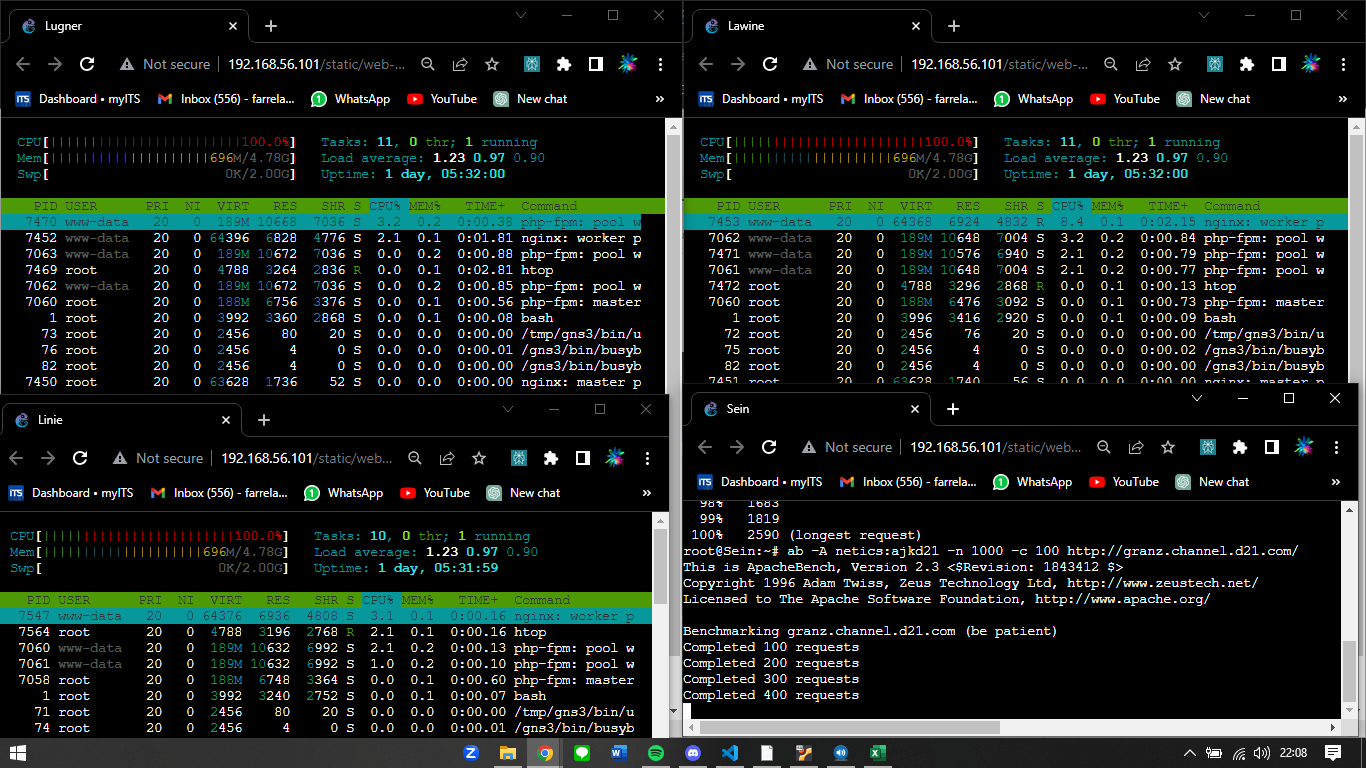 Lugner
Not secure
192.168.56.101/static/web-...
Dashboard • myITS
Inbox (556) - farrela...
WhatsApp
YouTube
New chat
»
CPU[||||||||||||||||||||||||100.0%] Tasks: 11, 0 thr; 1 running
Mem[||||||||||||||||||||696M/4.78G] Load average: 1.23 0.97 0.90
Swp[ 0K/2.00G] Uptime: 1 day, 05:32:00
PID USER PRI NI VIRT RES SHR S CPU% MEM% TIME+ Command
7470 www-data 20 0 189M 10668 7036 S 3.2 0.2 0:00.38 php-fpm: pool w
7452 www-data 20 0 64396 6828 4776 S 2.1 0.1 0:01.81 nginx: worker p
7063 www-data 20 0 189M 10672 7036 S 0.0 0.2 0:00.88 php-fpm: pool w
7469 root 20 0 4788 3264 2836 R 0.0 0.1 0:02.81 htop
7062 www-data 20 0 189M 10672 7036 S 0.0 0.2 0:00.85 php-fpm: pool w
7060 root 20 0 188M 6756 3376 S 0.0 0.1 0:00.56 php-fpm: master
1 root 20 0 3992 3360 2868 S 0.0 0.1 0:00.08 bash
73 root 20 0 2456 80 20 S 0.0 0.0 0:00.00 /tmp/gns3/bin/u
76 root 20 0 2456 4 0 S 0.0 0.0 0:00.01 /gns3/bin/busyb
82 root 20 0 2456 4 0 S 0.0 0.0 0:00.00 /gns3/bin/busyb
7450 root 20 0 63628 1736 52 S 0.0 0.0 0:00.00 nginx: master p
Lawine
Not secure
192.168.56.101/static/web-...
Dashboard • myITS
Inbox (556) - farrela...
WhatsApp
YouTube
New chat
»
CPU[||||||||||||||||||||||||100.0%] Tasks: 11, 0 thr; 1 running
Mem[||||||||||||||||||||696M/4.78G] Load average: 1.23 0.97 0.90
Swp[ 0K/2.00G] Uptime: 1 day, 05:32:00
PID USER PRI NI VIRT RES SHR S CPU% MEM% TIME+ Command
7453 www-data 20 0 64368 6924 4832 R 8.4 0.1 0:02.15 nginx: worker p
7062 www-data 20 0 189M 10648 7004 S 3.2 0.2 0:00.84 php-fpm: pool w
7471 www-data 20 0 189M 10576 6940 S 2.1 0.2 0:00.79 php-fpm: pool w
7061 www-data 20 0 189M 10648 7004 S 2.1 0.2 0:00.77 php-fpm: pool w
7472 root 20 0 4788 3296 2868 R 0.0 0.1 0:00.13 htop
7060 root 20 0 188M 6476 3092 S 0.0 0.1 0:00.73 php-fpm: master
1 root 20 0 3996 3416 2920 S 0.0 0.1 0:00.09 bash
72 root 20 0 2456 76 20 S 0.0 0.0 0:00.00 /tmp/gns3/bin/u
75 root 20 0 2456 4 0 S 0.0 0.0 0:00.02 /gns3/bin/busyb
82 root 20 0 2456 4 0 S 0.0 0.0 0:00.00 /gns3/bin/busyb
7451 root 20 0 63628 1740 56 S 0.0 0.0 0:00.00 nginx: master p
Linie
Not secure
192.168.56.101/static/web...
Dashboard • myITS
Inbox (556) - farrela...
WhatsApp
YouTube
New chat
»
CPU[||||||||||||||||||||||||100.0%] Tasks: 10, 0 thr; 1 running
Mem[||||||||||||||||||||696M/4.78G] Load average: 1.23 0.97 0.90
Swp[ 0K/2.00G] Uptime: 1 day, 05:31:59
PID USER PRI NI VIRT RES SHR S CPU% MEM% TIME+ Command
7547 www-data 20 0 64376 6936 4808 S 3.1 0.1 0:00.16 nginx: worker p
7564 root 20 0 4788 3196 2768 R 2.1 0.1 0:00.16 htop
7060 www-data 20 0 189M 10632 6992 S 2.1 0.2 0:00.13 php-fpm: pool w
7061 www-data 20 0 189M 10632 6992 S 1.0 0.2 0:00.10 php-fpm: pool w
7058 root 20 0 188M 6748 3364 S 0.0 0.1 0:00.60 php-fpm: master
1 root 20 0 3992 3240 2752 S 0.0 0.1 0:00.07 bash
71 root 20 0 2456 80 20 S 0.0 0.0 0:00.00 /tmp/gns3/bin/u
74 root 20 0 2456 4 0 S 0.0 0.0 0:00.01 /gns3/bin/busyb
Sein
Not secure
192.168.56.101/static/web-...
Dashboard • myITS
Inbox (556) - farrela...
WhatsApp
YouTube
New chat
»
98% 1683
99% 1819
100% 2590 (longest request)
root@Sein:~# ab -A netics:ajkd21 -n 1000 -c 100 http://granz.channel.d21.com/
This is ApacheBench, Version 2.3 <$Revision: 1843412 $>
Copyright 1996 Adam Twiss, Zeus Technology Ltd, http://www.zeustech.net/
Licensed to The Apache Software Foundation, http://www.apache.org/
Benchmarking granz.channel.d21.com (be patient)
Completed 100 requests
Completed 200 requests
Completed 300 requests
Completed 400 requests
22:08